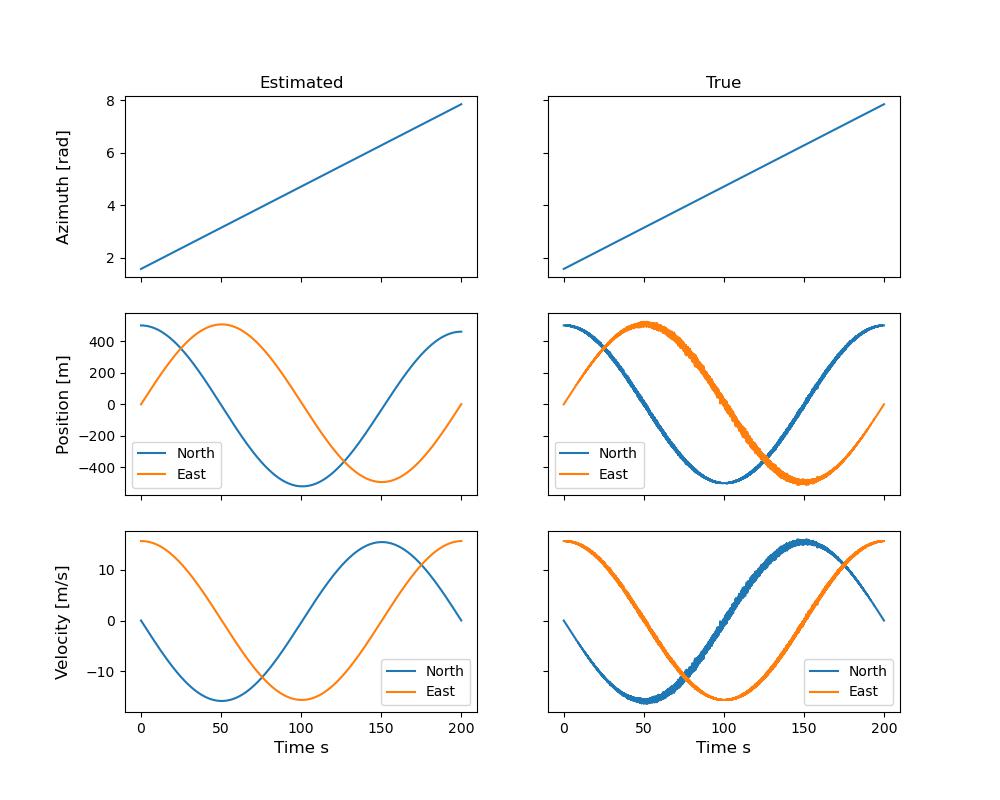 Estimated
True
Azimuth [rad]
8
6
4
2
Position [m]
400
200
0
−200
−400
North
East
North
East
Velocity [m/s]
10
0
−10
North
East
North
East
0 50 100 150 200
0 50 100 150 200
Time s
Time s